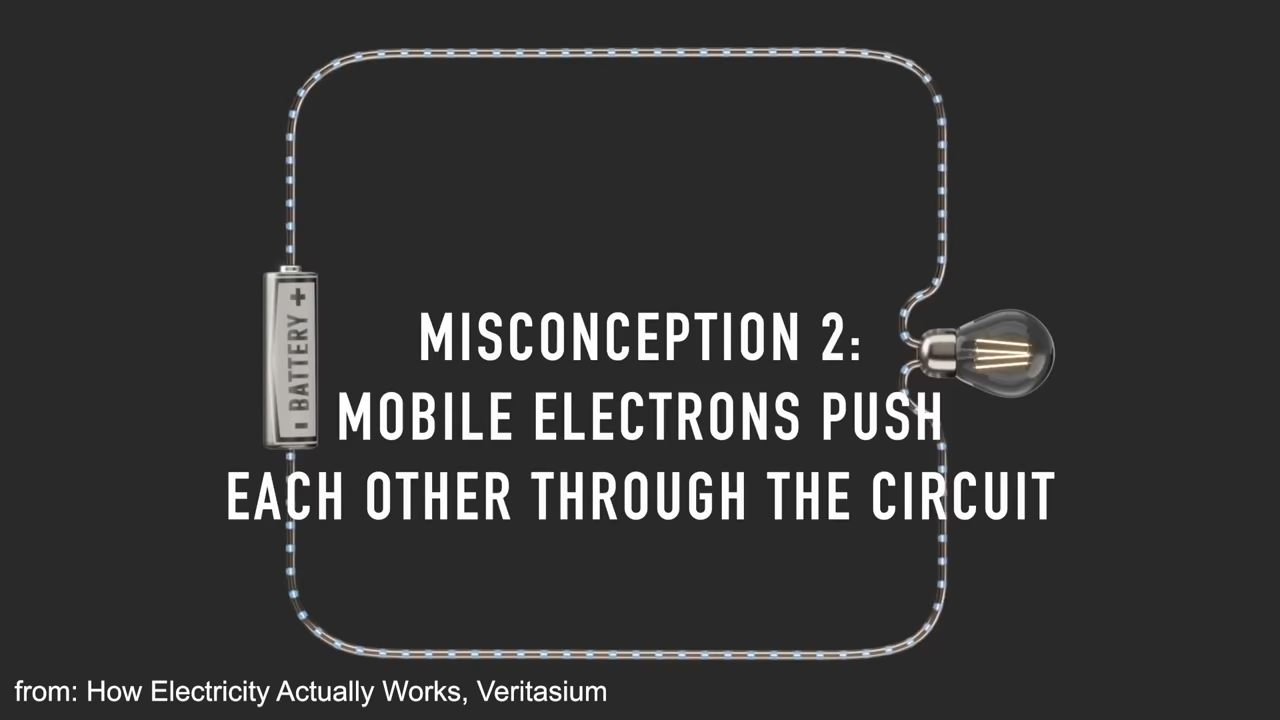 MISCONCEPTION 2:
MOBILE ELECTRONS PUSH
EACH OTHER THROUGH THE CIRCUIT
- BATTERY +
from: How Electricity Actually Works, Veritasium